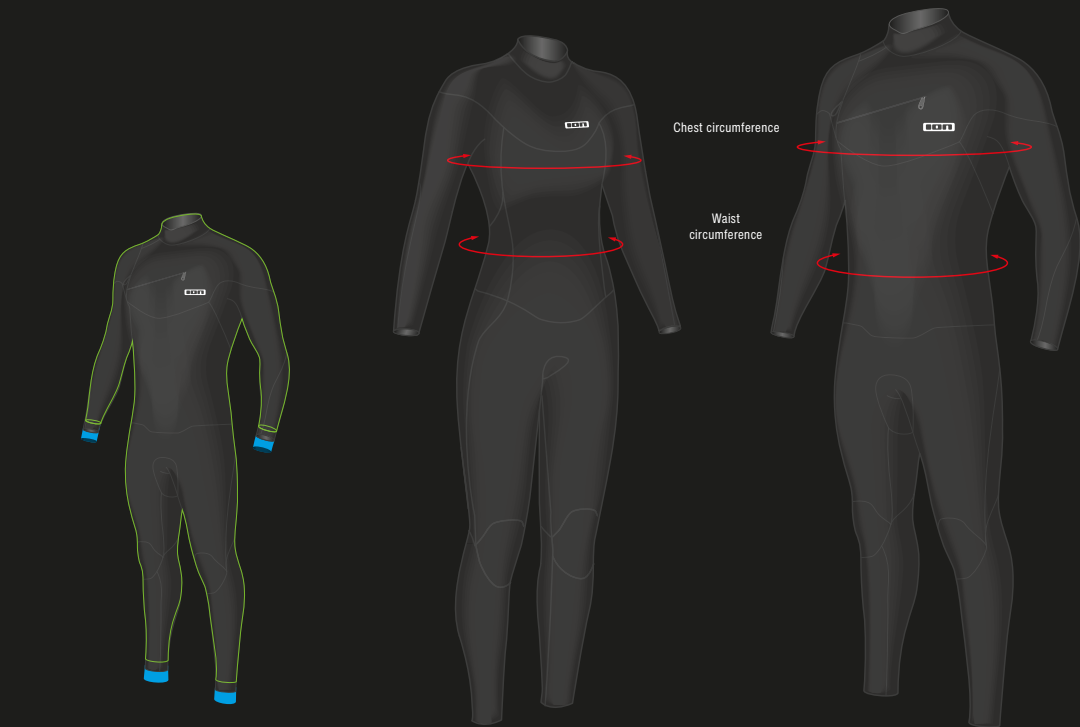 Chest circumference
Waist
circumference
ION
ION
ION